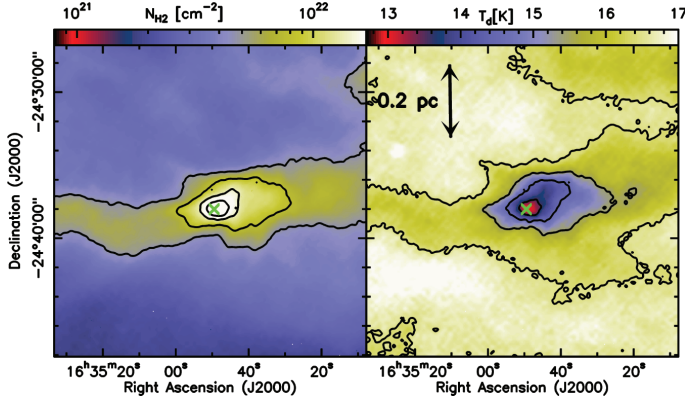 N_H2 [cm⁻²]
10²¹ 10²²
T_d[K]
13 14 15 16 17
0.2 pc
Declination (J2000)
−24°30'00"
−24°40'00"
16ʰ35ᵐ20ˢ 00ˢ 40ˢ 20ˢ
Right Ascension (J2000)
16ʰ35ᵐ20ˢ 00ˢ 40ˢ 20ˢ
Right Ascension (J2000)